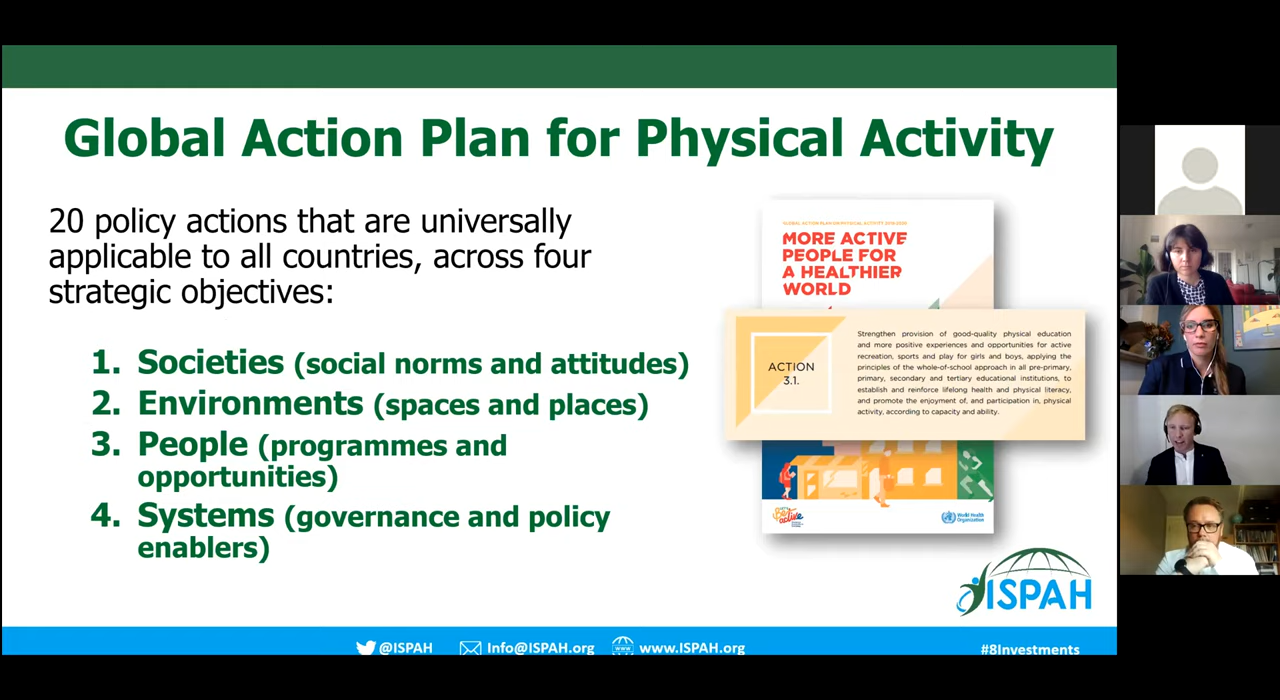 Global Action Plan for Physical Activity
20 policy actions that are universally
applicable to all countries, across four
strategic objectives:
1. Societies (social norms and attitudes)
2. Environments (spaces and places)
3. People (programmes and
opportunities)
4. Systems (governance and policy
enablers)
GLOBAL ACTION PLAN ON PHYSICAL ACTIVITY 2018-2030
MORE ACTIVE
PEOPLE FOR
A HEALTHIER
WORLD
ACTION
3.1.
Strengthen provision of good-quality physical education
and more positive experiences and opportunities for active
recreation, sports and play for girls and boys, applying the
principles of the whole-of-school approach in all pre-primary,
primary, secondary and tertiary educational institutions, to
establish and reinforce lifelong health and physical literacy,
and promote the enjoyment of, and participation in, physical
activity, according to capacity and ability.
World Health
Organization
ISPAH
@ISPAH
Info@ISPAH.org
www.ISPAH.org
#8Investments